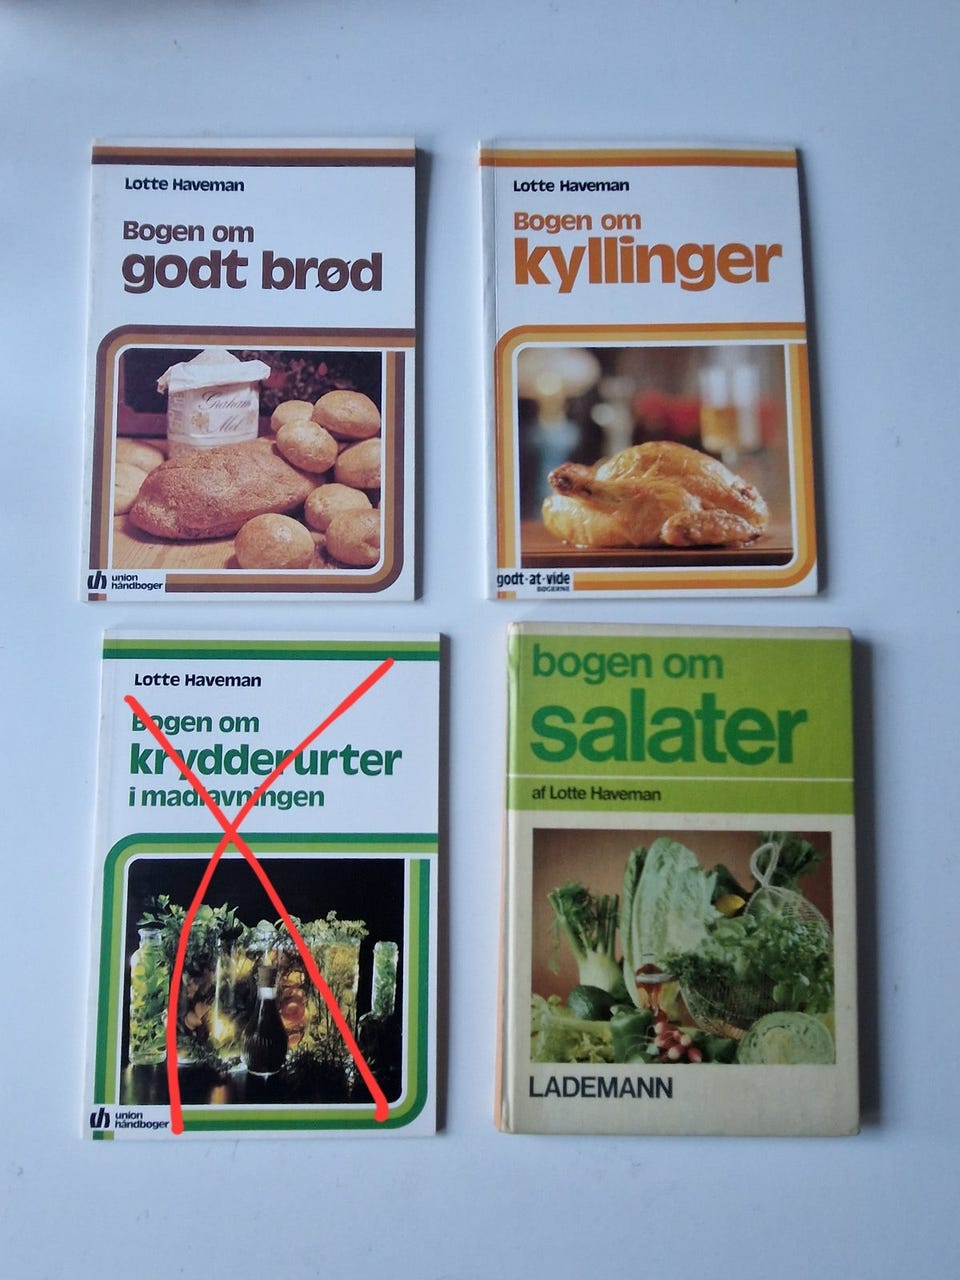 Lotte Haveman
Bogen om
godt brød
Graham
Mel
union
håndbøger
Lotte Haveman
Bogen om
kyllinger
godt-at-vide
BØGERNE
Lotte Haveman
Bogen om
krydderurter
i madlavningen
union
håndbøger
bogen om
salater
af Lotte Haveman
LADEMANN